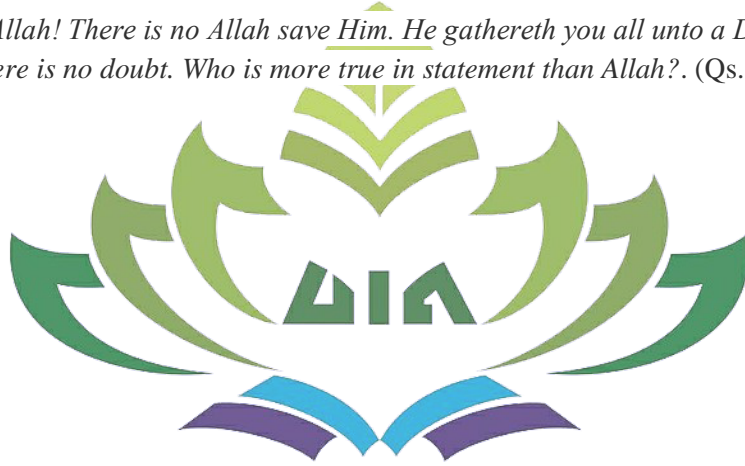 Allah! There is no Allah save Him. He gathereth you all unto a D
ere is no doubt. Who is more true in statement than Allah?. (Qs.
UIN